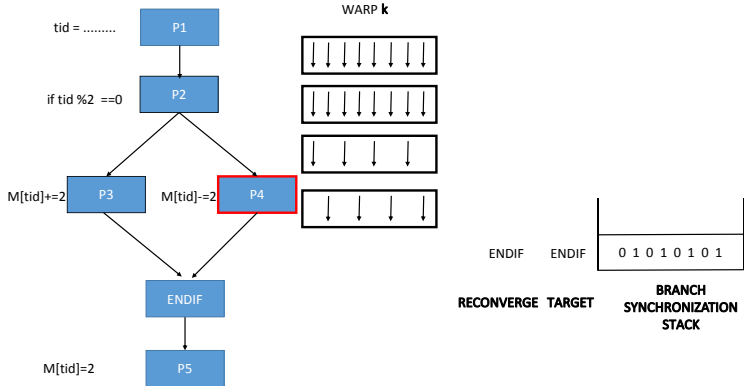 WARP k
tid = .........
P1
P2
if tid %2 ==0
M[tid]+=2
P3
M[tid]-=2
P4
ENDIF ENDIF 0 1 0 1 0 1 0 1
RECONVERGE TARGET
BRANCH
SYNCHRONIZATION
STACK
ENDIF
M[tid]=2
P5